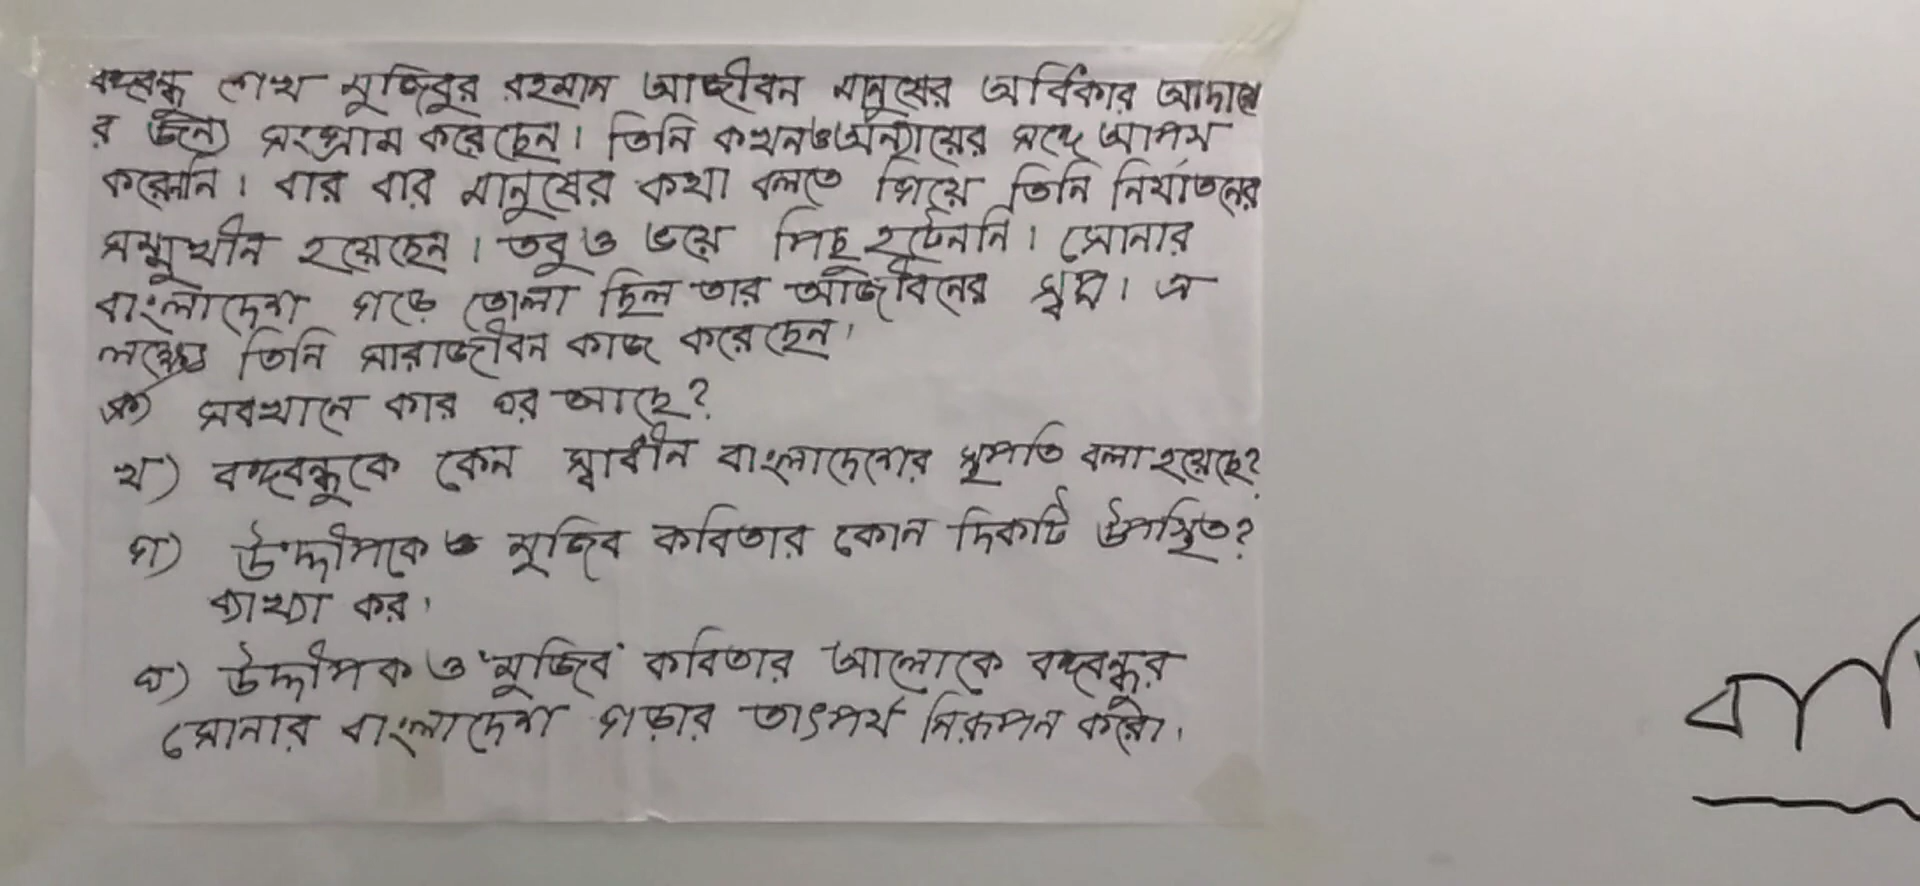 বঙ্গবন্ধু শেখ মুজিবুর রহমান আজীবন মানুষের অধিকার আদায়ে
র জন্য সংগ্রাম করেছেন। তিনি কখনও অন্যায়ের সঙ্গে আপস
করেননি। বার বার মানুষের কথা বলতে গিয়ে তিনি নির্যাতনের
সম্মুখীন হয়েছেন। তবুও ভয়ে পিছু হটেননি। সোনার
বাংলাদেশ গড়ে তোলা ছিল তার আজীবনের স্বপ্ন। এ
লক্ষ্যেও তিনি সারাজীবন কাজ করেছেন।
ক) সবখানে কার ঘর আছে?
খ) বঙ্গবন্ধুকে কেন স্বাধীন বাংলাদেশের স্থপতি বলা হয়েছে?
গ) উদ্দীপকে ও মুজিব কবিতার কোন দিকটি উপস্থিত?
ব্যাখ্যা কর।
ঘ) উদ্দীপক ও 'মুজিব' কবিতার আলোকে বঙ্গবন্ধুর
সোনার বাংলাদেশ গড়ার তাৎপর্য নিরূপন করো।